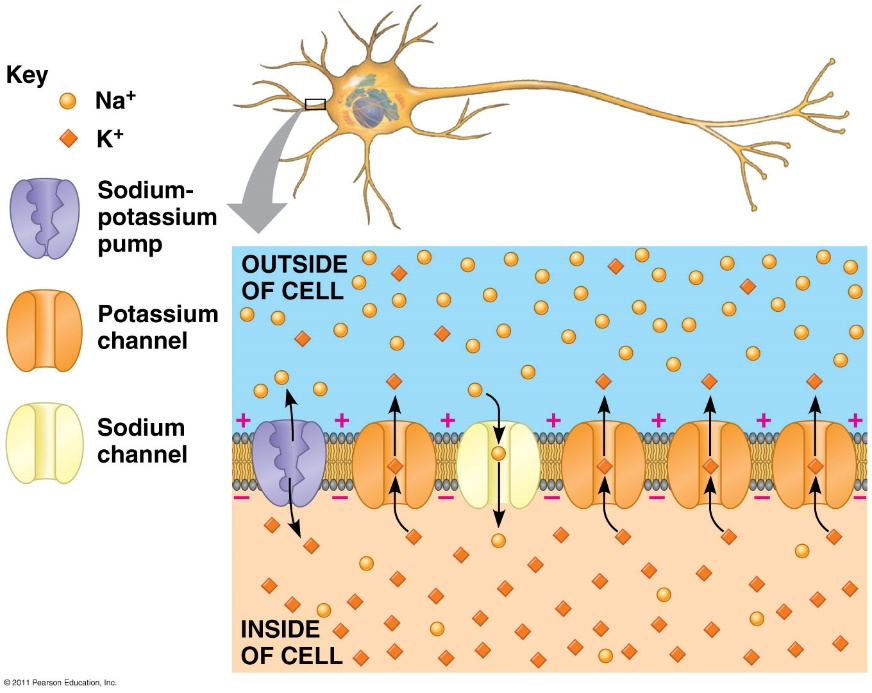 Key
Na+
K+
Sodium-
potassium
pump
Potassium
channel
Sodium
channel
OUTSIDE
OF CELL
+ + + + + + +
− − − − − − −
INSIDE
OF CELL
© 2011 Pearson Education, Inc.